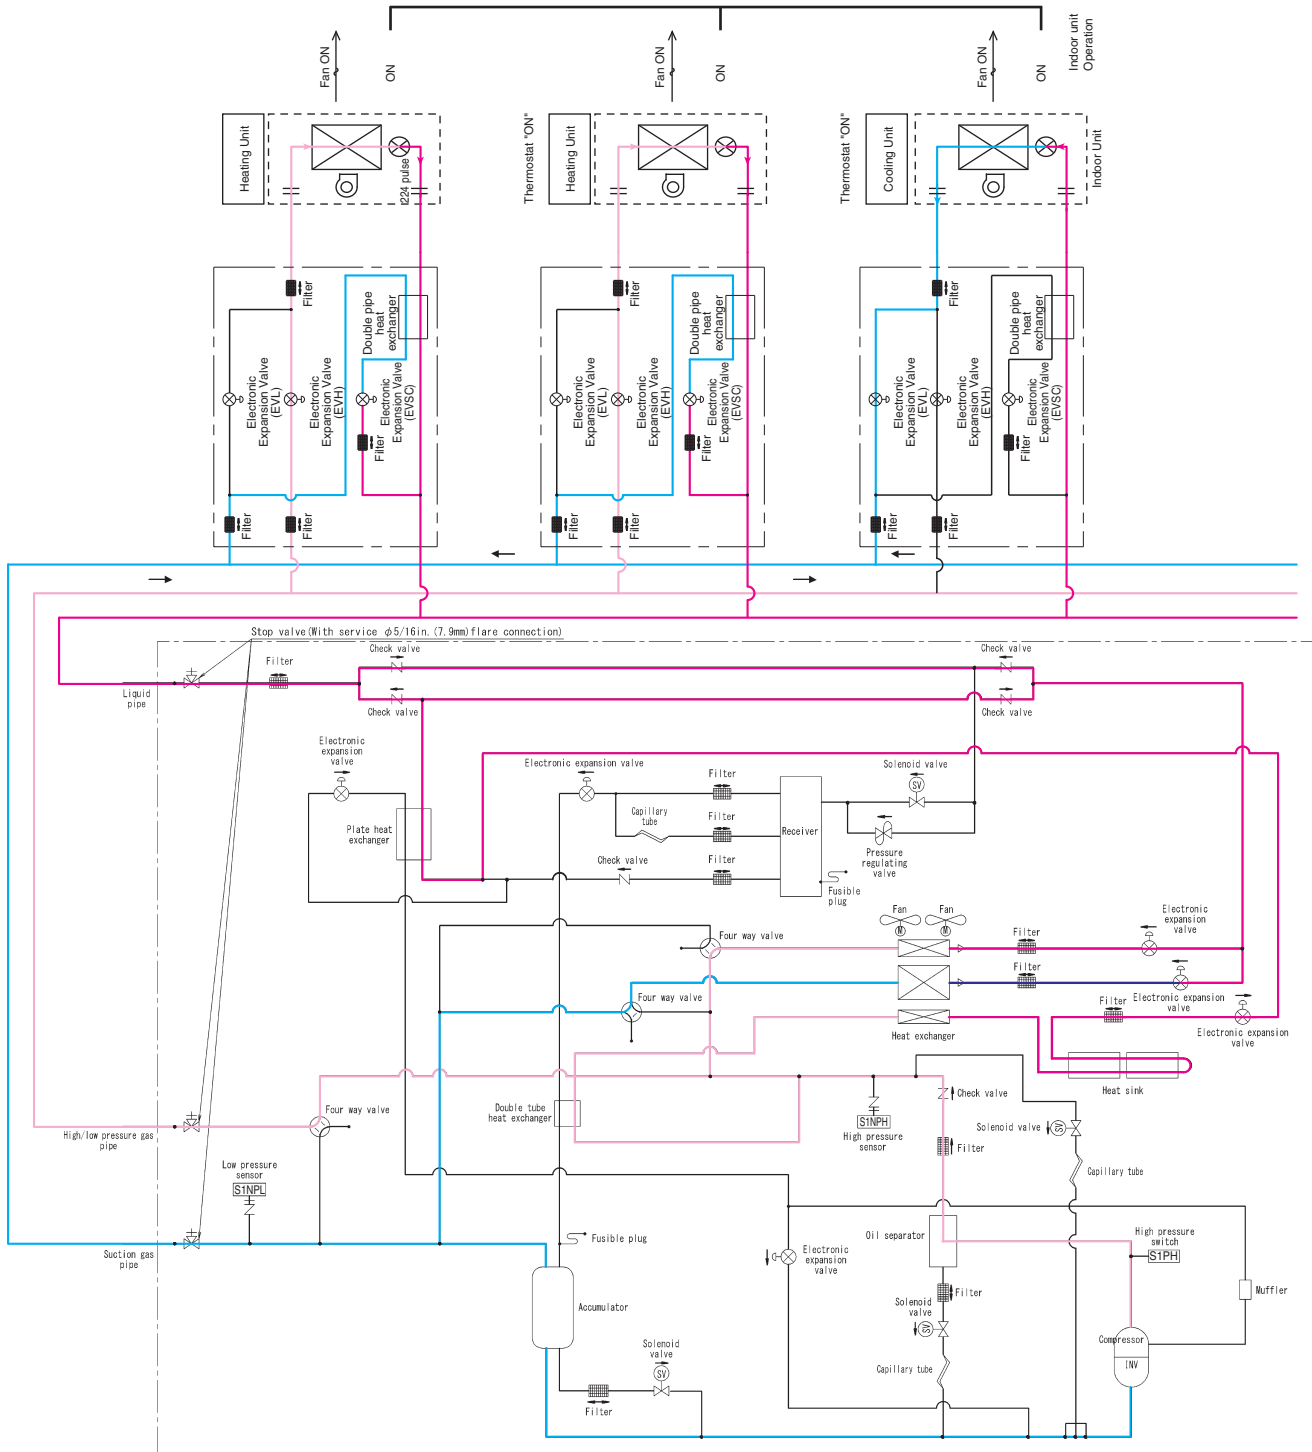 Fan ON
ON
Fan ON
ON
Fan ON
ON
Indoor unit
Operation
Heating Unit
224 pulse
Thermostat "ON"
Heating Unit
Thermostat "ON"
Cooling Unit
Indoor Unit
Filter
Double pipe
heat
exchanger
Electronic
Expansion Valve
(EVL)
Electronic
Expansion Valve
(EVH)
Electronic
Expansion Valve
(EVSC)
Filter
Filter
Filter
Filter
Double pipe
heat
exchanger
Electronic
Expansion Valve
(EVL)
Electronic
Expansion Valve
(EVH)
Electronic
Expansion Valve
(EVSC)
Filter
Filter
Filter
Filter
Double pipe
heat
exchanger
Electronic
Expansion Valve
(EVL)
Electronic
Expansion Valve
(EVH)
Electronic
Expansion Valve
(EVSC)
Filter
Filter
Filter
Stop valve(With service φ5/16in.(7.9mm)flare connection)
Check valve
Check valve
Filter
Liquid
pipe
Check valve
Check valve
Electronic
expansion
valve
Electronic expansion valve
Filter
Solenoid valve
SV
Capillary
tube
Filter
Plate heat
exchanger
Receiver
Pressure
regulating
valve
Check valve
Filter
Fusible
plug
Fan
Fan
M
M
Electronic
expansion
valve
Four way valve
Filter
Filter
Four way valve
Electronic expansion
valve
Filter
Heat exchanger
Electronic expansion
valve
Heat sink
Check valve
Four way valve
Double tube
heat exchanger
S1NPH
High pressure
sensor
Solenoid valve
SV
High/low pressure gas
pipe
Filter
Low pressure
sensor
S1NPL
Capillary tube
Suction gas
pipe
Fusible plug
Electronic
expansion
valve
Oil separator
High pressure
switch
S1PH
Filter
Muffler
Accumulator
Solenoid
valve
SV
Compressor
INV
Solenoid
valve
SV
Capillary tube
Filter